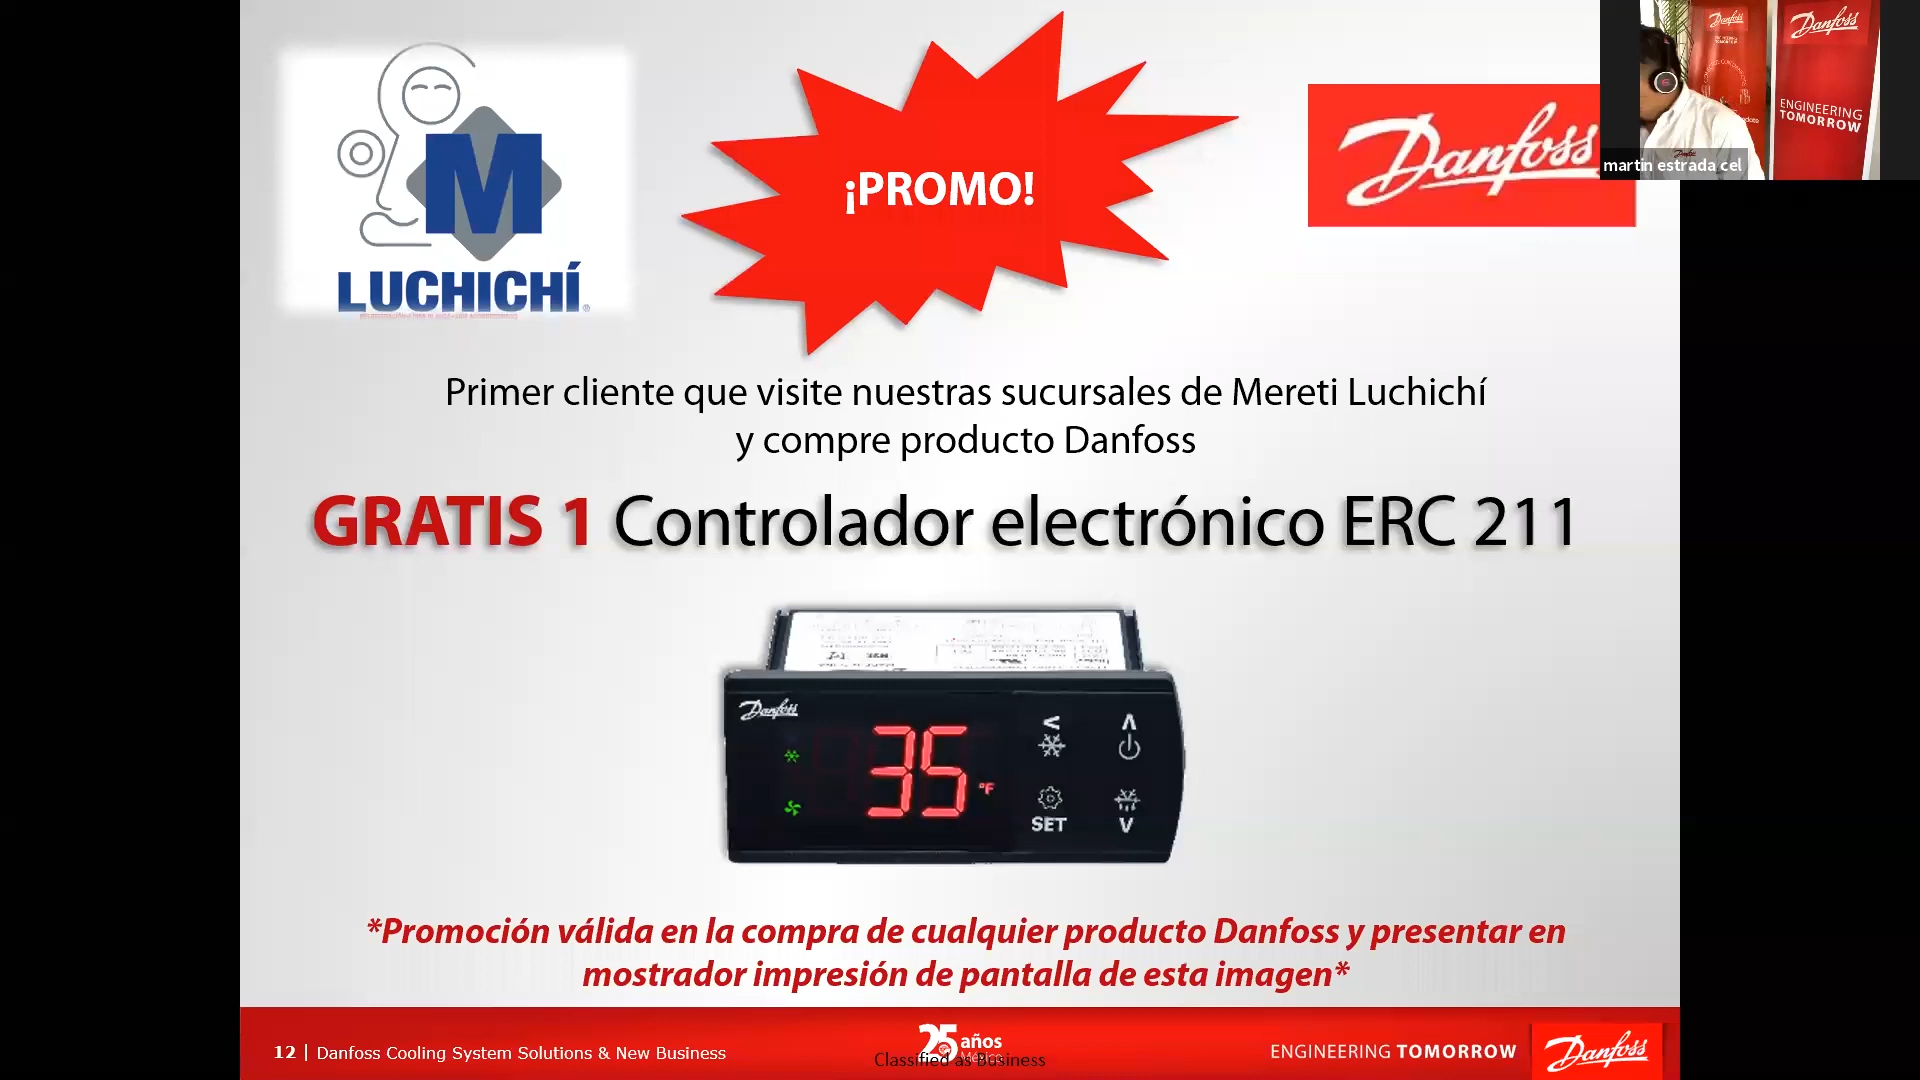 M
LUCHICHÍ®
¡PROMO!
Danfoss
Danfoss
Danfoss
ENGINEERING
TOMORROW
martin estrada cel
Primer cliente que visite nuestras sucursales de Mereti Luchichí
y compre producto Danfoss
GRATIS 1 Controlador electrónico ERC 211
Danfoss
35 °F
<
Λ
SET
V
*Promoción válida en la compra de cualquier producto Danfoss y presentar en
mostrador impresión de pantalla de esta imagen*
12 | Danfoss Cooling System Solutions & New Business
25 años
México
Classified as Business
ENGINEERING TOMORROW
Danfoss